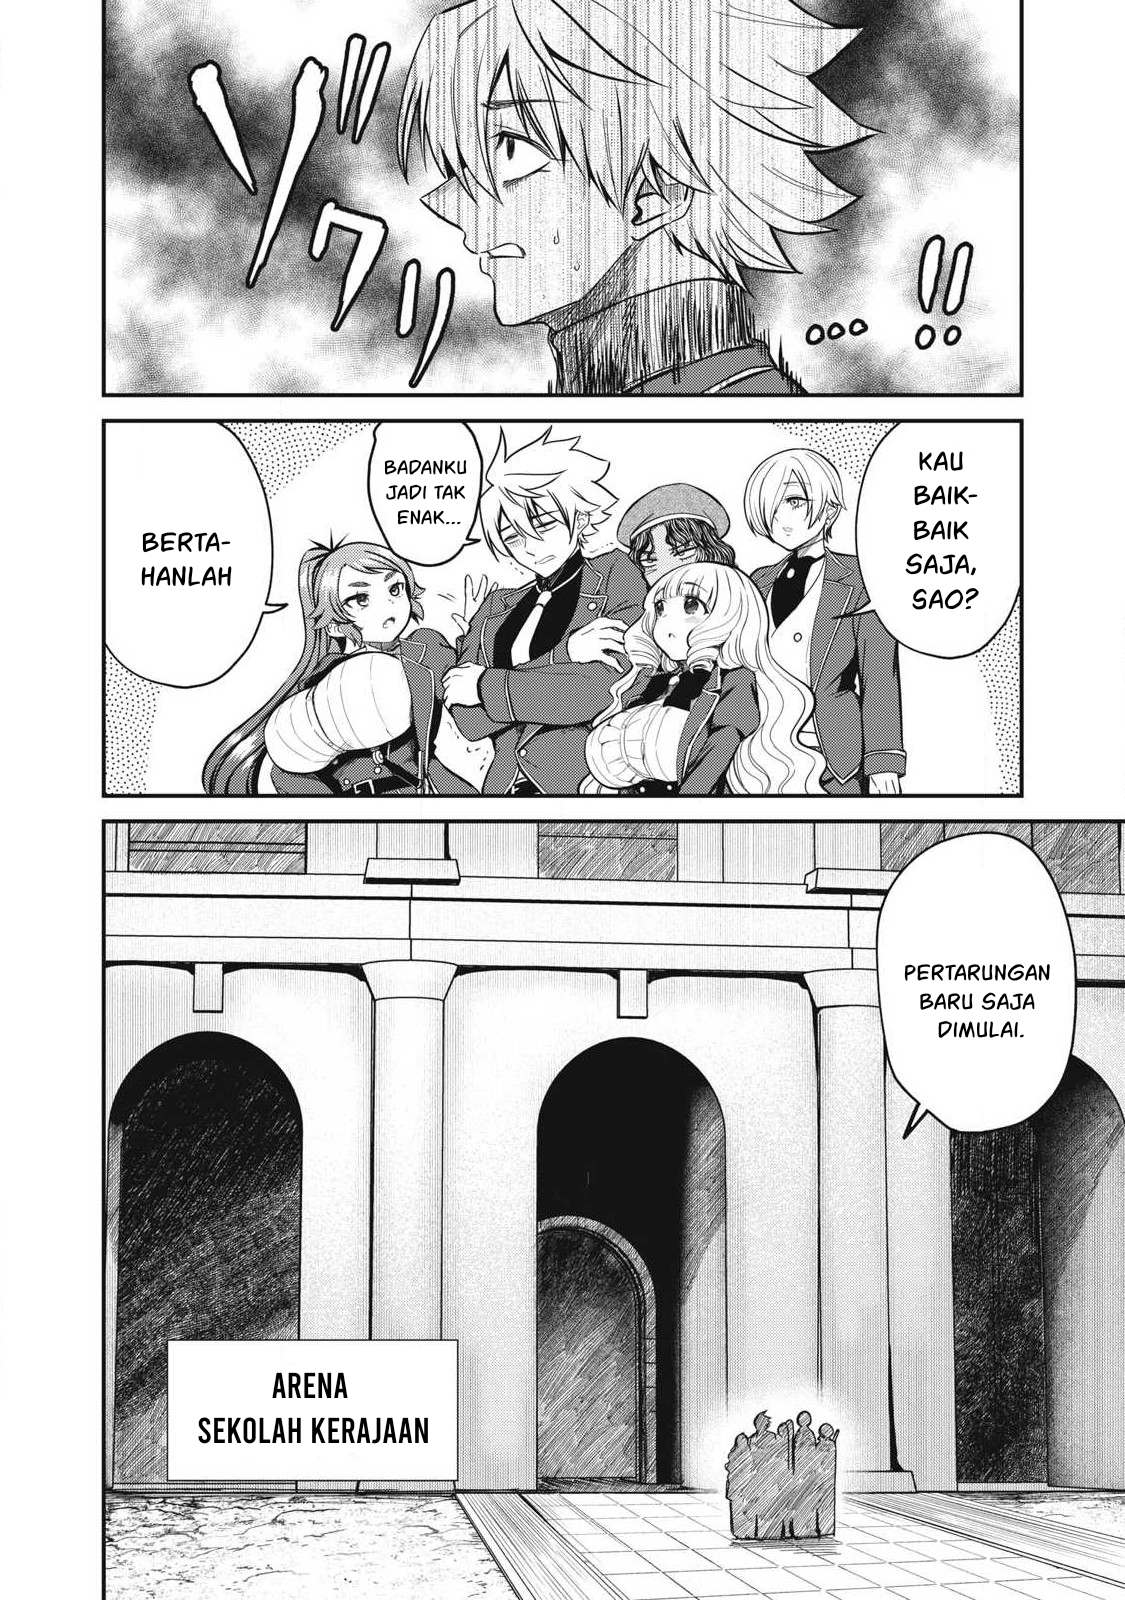 ゾクリ
…!!
KAU
BAIK-
BAIK
SAJA,
SAO?
BADANKU
JADI TAK
ENAK...
BERTA-
HANLAH
PERTARUNGAN
BARU SAJA
DIMULAI.
ARENA
SEKOLAH KERAJAAN